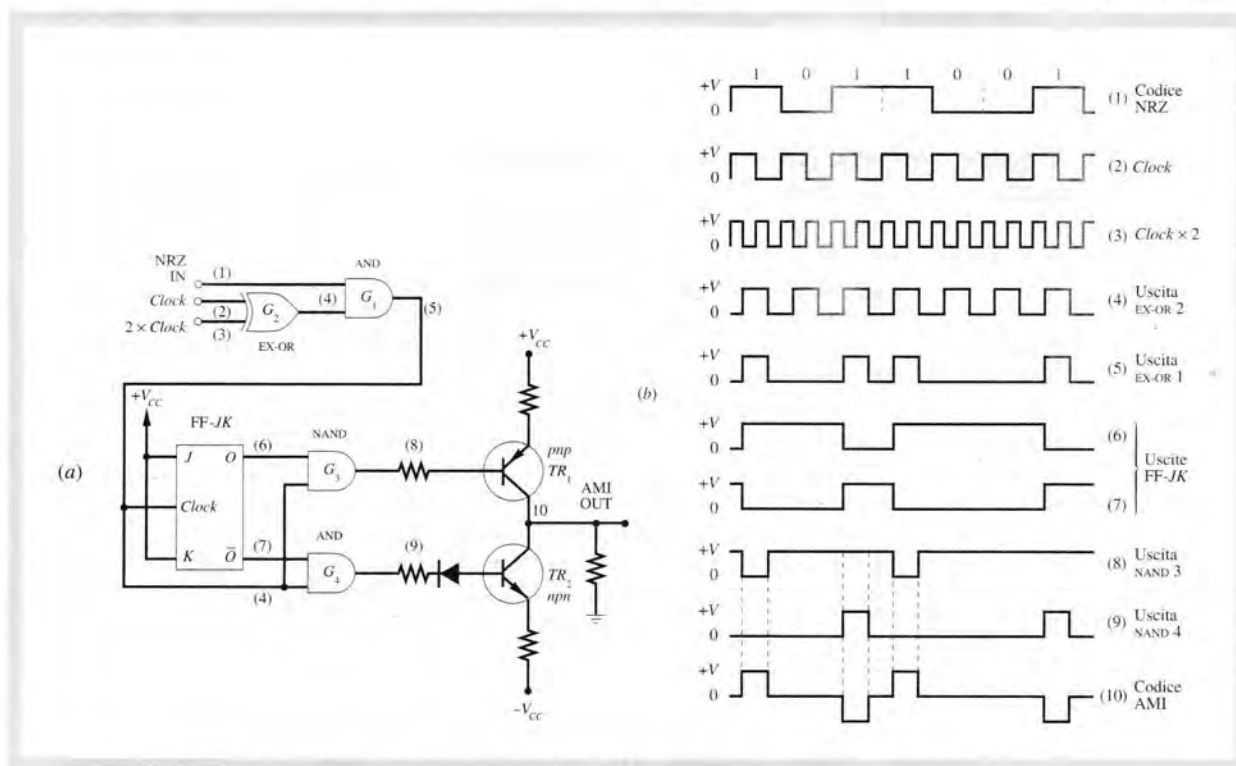 (a)
NRZ
IN
(1)
AND
G1
(5)
Clock
(2)
G2
(4)
2 × Clock
(3)
EX-OR
+VCC
FF-JK
J
O
(6)
NAND
G3
(8)
Clock
K
O̅
(7)
AND
G4
(9)
(4)
+VCC
pnp
TR1
10
AMI
OUT
TR2
npn
–VCC
(b)
1 0 1 1 0 0 1
+V
0
(1) Codice
NRZ
+V
0
(2) Clock
+V
0
(3) Clock × 2
+V
0
(4) Uscita
EX-OR 2
+V
0
(5) Uscita
EX-OR 1
+V
0
(6)
Uscite
FF-JK
+V
0
(7)
+V
0
(8) Uscita
NAND 3
+V
0
(9) Uscita
NAND 4
+V
0
(10) Codice
AMI